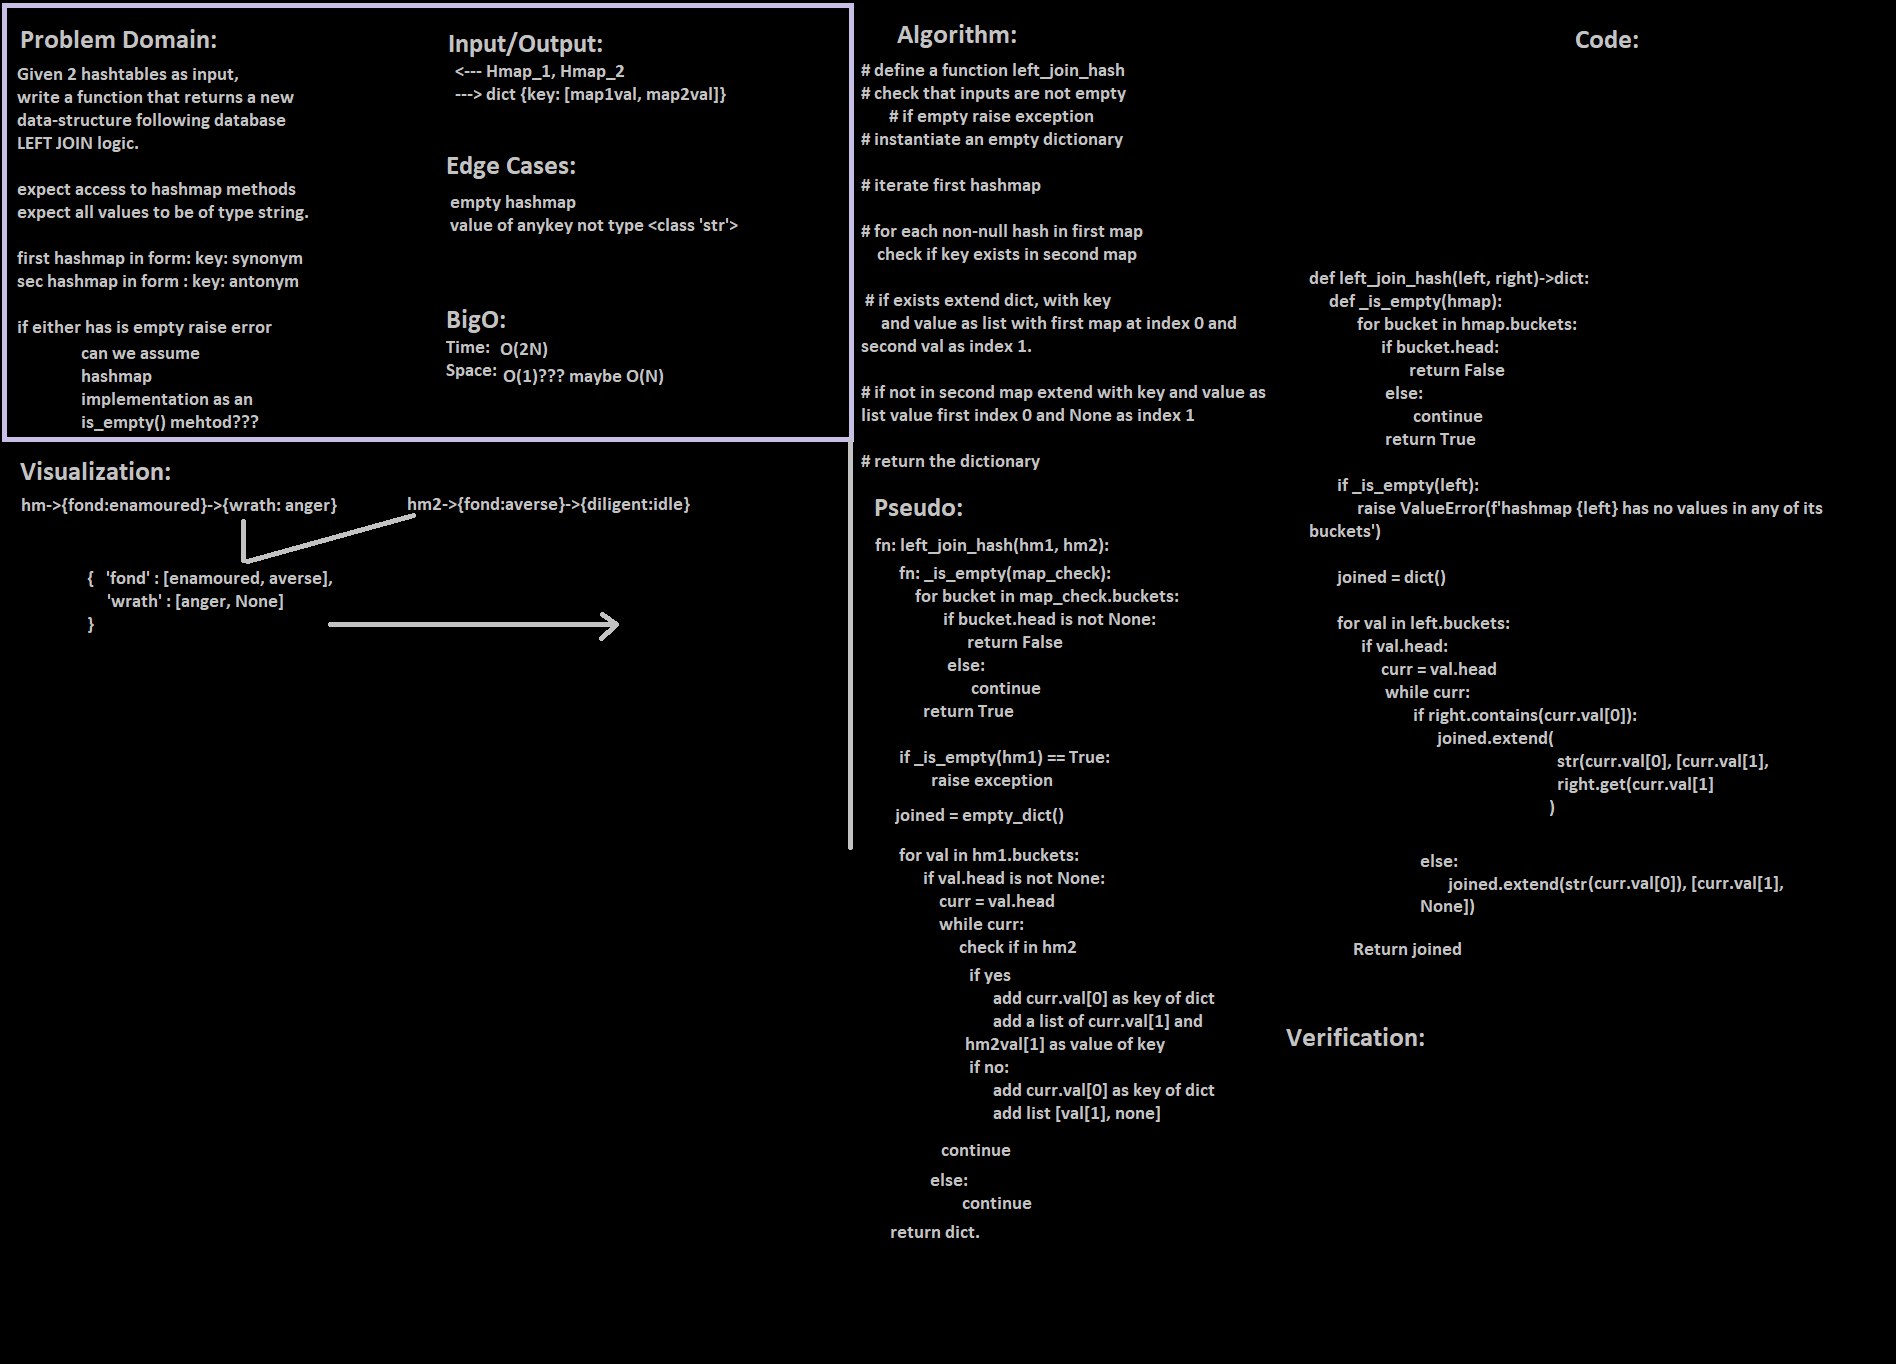 Problem Domain:
Given 2 hashtables as input,
write a function that returns a new
data-structure following database
LEFT JOIN logic.
expect access to hashmap methods
expect all values to be of type string.
first hashmap in form: key: synonym
sec hashmap in form : key: antonym
if either has is empty raise error
can we assume
hashmap
implementation as an
is_empty() mehtod???
Input/Output:
<--- Hmap_1, Hmap_2
---> dict {key: [map1val, map2val]}
Edge Cases:
empty hashmap
value of anykey not type <class 'str'>
BigO:
Time: O(2N)
Space: O(1)??? maybe O(N)
Visualization:
hm->{fond:enamoured}->{wrath: anger}
hm2->{fond:averse}->{diligent:idle}
{ 'fond' : [enamoured, averse],
'wrath' : [anger, None]
}
Algorithm:
# define a function left_join_hash
# check that inputs are not empty
# if empty raise exception
# instantiate an empty dictionary
# iterate first hashmap
# for each non-null hash in first map
check if key exists in second map
# if exists extend dict, with key
and value as list with first map at index 0 and
second val as index 1.
# if not in second map extend with key and value as
list value first index 0 and None as index 1
# return the dictionary
Pseudo:
fn: left_join_hash(hm1, hm2):
fn: _is_empty(map_check):
for bucket in map_check.buckets:
if bucket.head is not None:
return False
else:
continue
return True
if _is_empty(hm1) == True:
raise exception
joined = empty_dict()
for val in hm1.buckets:
if val.head is not None:
curr = val.head
while curr:
check if in hm2
if yes
add curr.val[0] as key of dict
add a list of curr.val[1] and
hm2val[1] as value of key
if no:
add curr.val[0] as key of dict
add list [val[1], none]
continue
else:
continue
return dict.
Code:
def left_join_hash(left, right)->dict:
def _is_empty(hmap):
for bucket in hmap.buckets:
if bucket.head:
return False
else:
continue
return True
if _is_empty(left):
raise ValueError(f'hashmap {left} has no values in any of its
buckets')
joined = dict()
for val in left.buckets:
if val.head:
curr = val.head
while curr:
if right.contains(curr.val[0]):
joined.extend(
str(curr.val[0], [curr.val[1],
right.get(curr.val[1]
)
else:
joined.extend(str(curr.val[0]), [curr.val[1],
None])
Return joined
Verification: